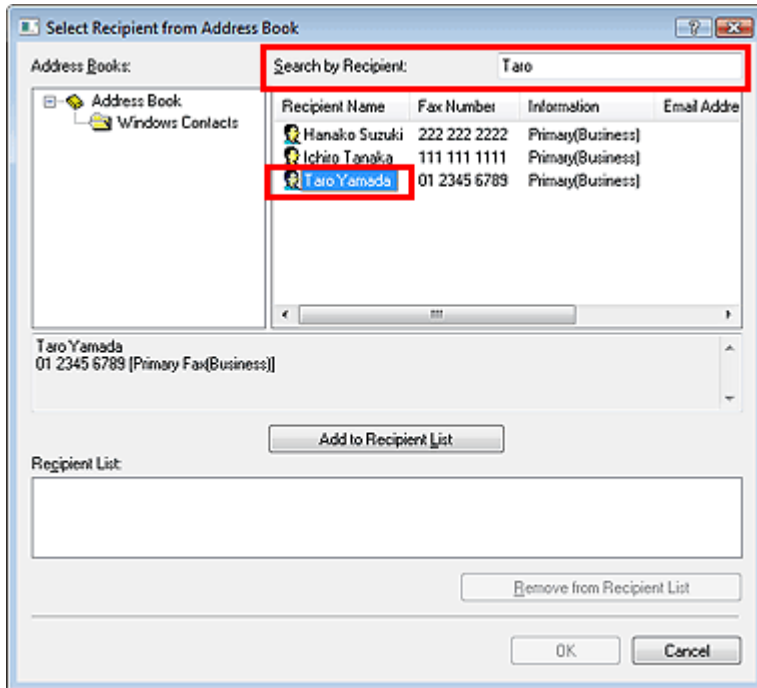 Select Recipient from Address Book
Address Books:
Search by Recipient: Taro
Address Book
Windows Contacts
Recipient Name Fax Number Information Email Addre
Hanako Suzuki 222 222 2222 Primary(Business)
Ichiro Tanaka 111 111 1111 Primary(Business)
Taro Yamada 01 2345 6789 Primary(Business)
Taro Yamada
01 2345 6789 [Primary Fax(Business)]
Add to Recipient List
Recipient List:
Remove from Recipient List
OK Cancel